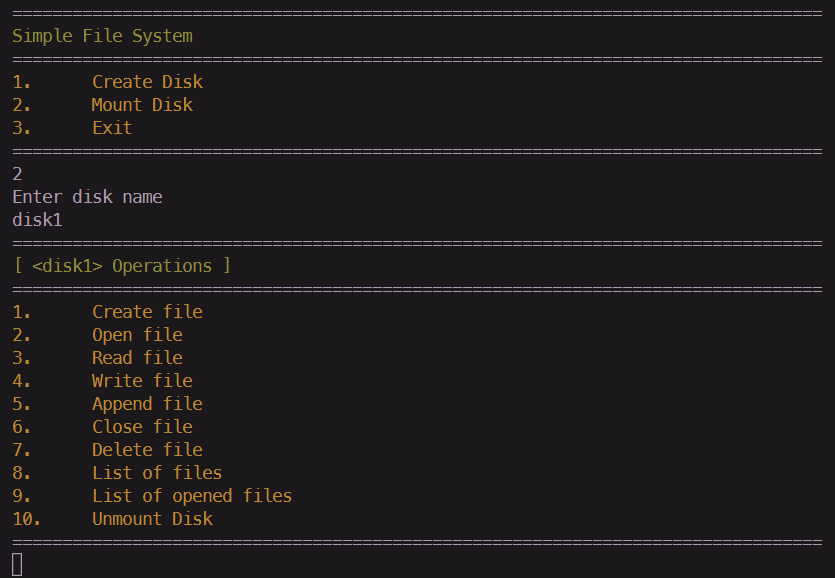 =================================================================================
Simple File System
=================================================================================
1.      Create Disk
2.      Mount Disk
3.      Exit
=================================================================================
2
Enter disk name
disk1
=================================================================================
[ <disk1> Operations ]
=================================================================================
1.      Create file
2.      Open file
3.      Read file
4.      Write file
5.      Append file
6.      Close file
7.      Delete file
8.      List of files
9.      List of opened files
10.     Unmount Disk
=================================================================================